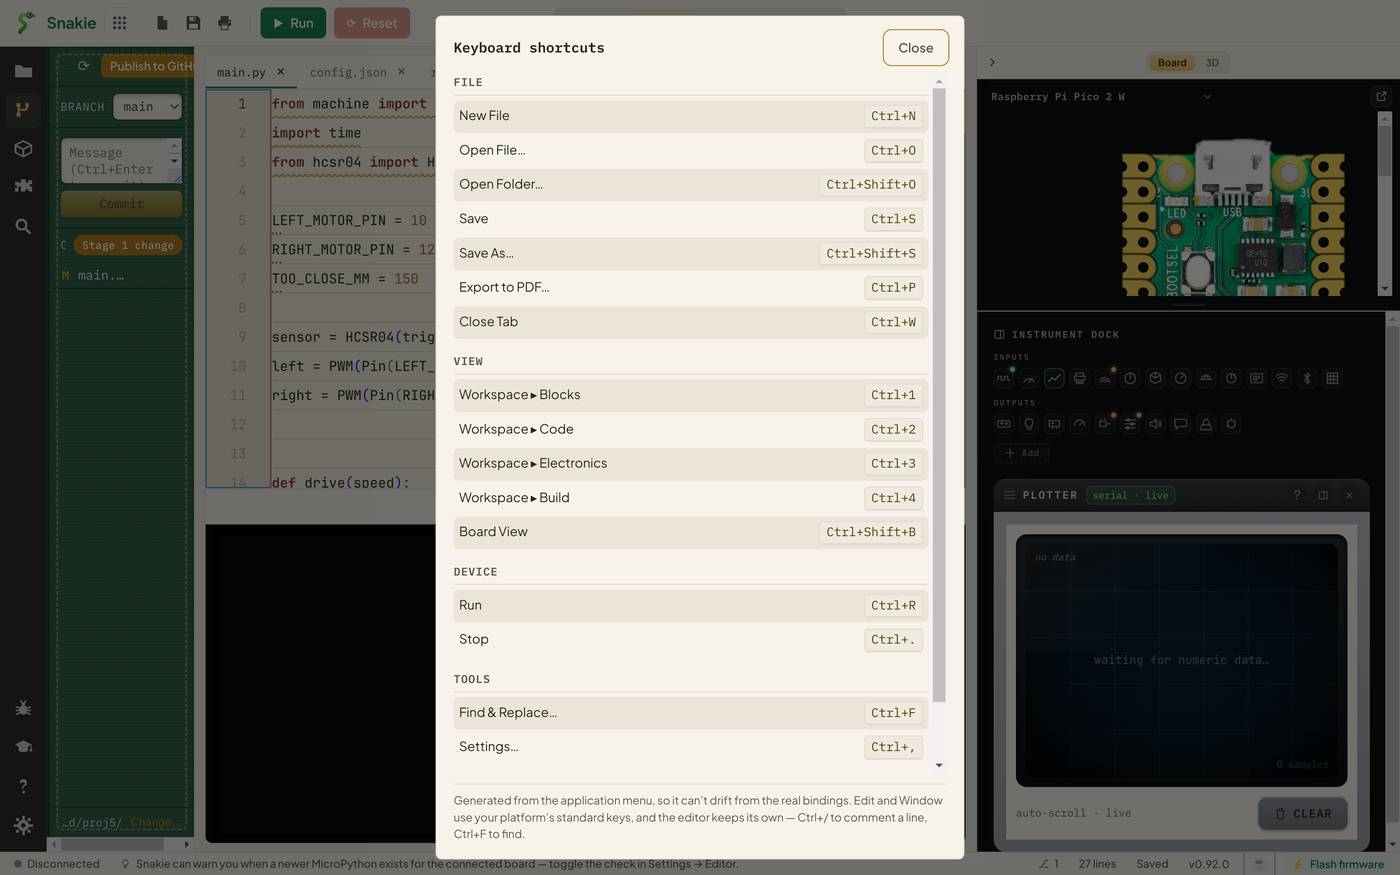 Snakie
Run
Reset
Keyboard shortcuts
Close
FILE
New File Ctrl+N
Open File… Ctrl+O
Open Folder… Ctrl+Shift+O
Save Ctrl+S
Save As… Ctrl+Shift+S
Export to PDF… Ctrl+P
Close Tab Ctrl+W
VIEW
Workspace ▸ Blocks Ctrl+1
Workspace ▸ Code Ctrl+2
Workspace ▸ Electronics Ctrl+3
Workspace ▸ Build Ctrl+4
Board View Ctrl+Shift+B
DEVICE
Run Ctrl+R
Stop Ctrl+.
TOOLS
Find & Replace… Ctrl+F
Settings… Ctrl+,
Generated from the application menu, so it can't drift from the real bindings. Edit and Window
use your platform's standard keys, and the editor keeps its own — Ctrl+/ to comment a line,
Ctrl+F to find.
Publish to GitH
BRANCH main
Message
(Ctrl+Enter
Commit
C Stage 1 change
M main.…
…d/proj5/ Change…
main.py × config.json ×
1 from machine import
2 import time
3 from hcsr04 import H
4
5 LEFT_MOTOR_PIN = 10
6 RIGHT_MOTOR_PIN = 12
7 TOO_CLOSE_MM = 150
8
9 sensor = HCSR04(trig
10 left = PWM(Pin(LEFT_
11 right = PWM(Pin(RIGH
12
13
14 def drive(speed):
Board 3D
Raspberry Pi Pico 2 W
LED
USB
BOOTSEL
INSTRUMENT DOCK
INPUTS
OUTPUTS
+ Add
PLOTTER serial · live ? ×
no data
waiting for numeric data…
0 samples
auto-scroll · live CLEAR
Disconnected
Snakie can warn you when a newer MicroPython exists for the connected board — toggle the check in Settings → Editor.
1 27 lines Saved v0.92.0 Flash firmware